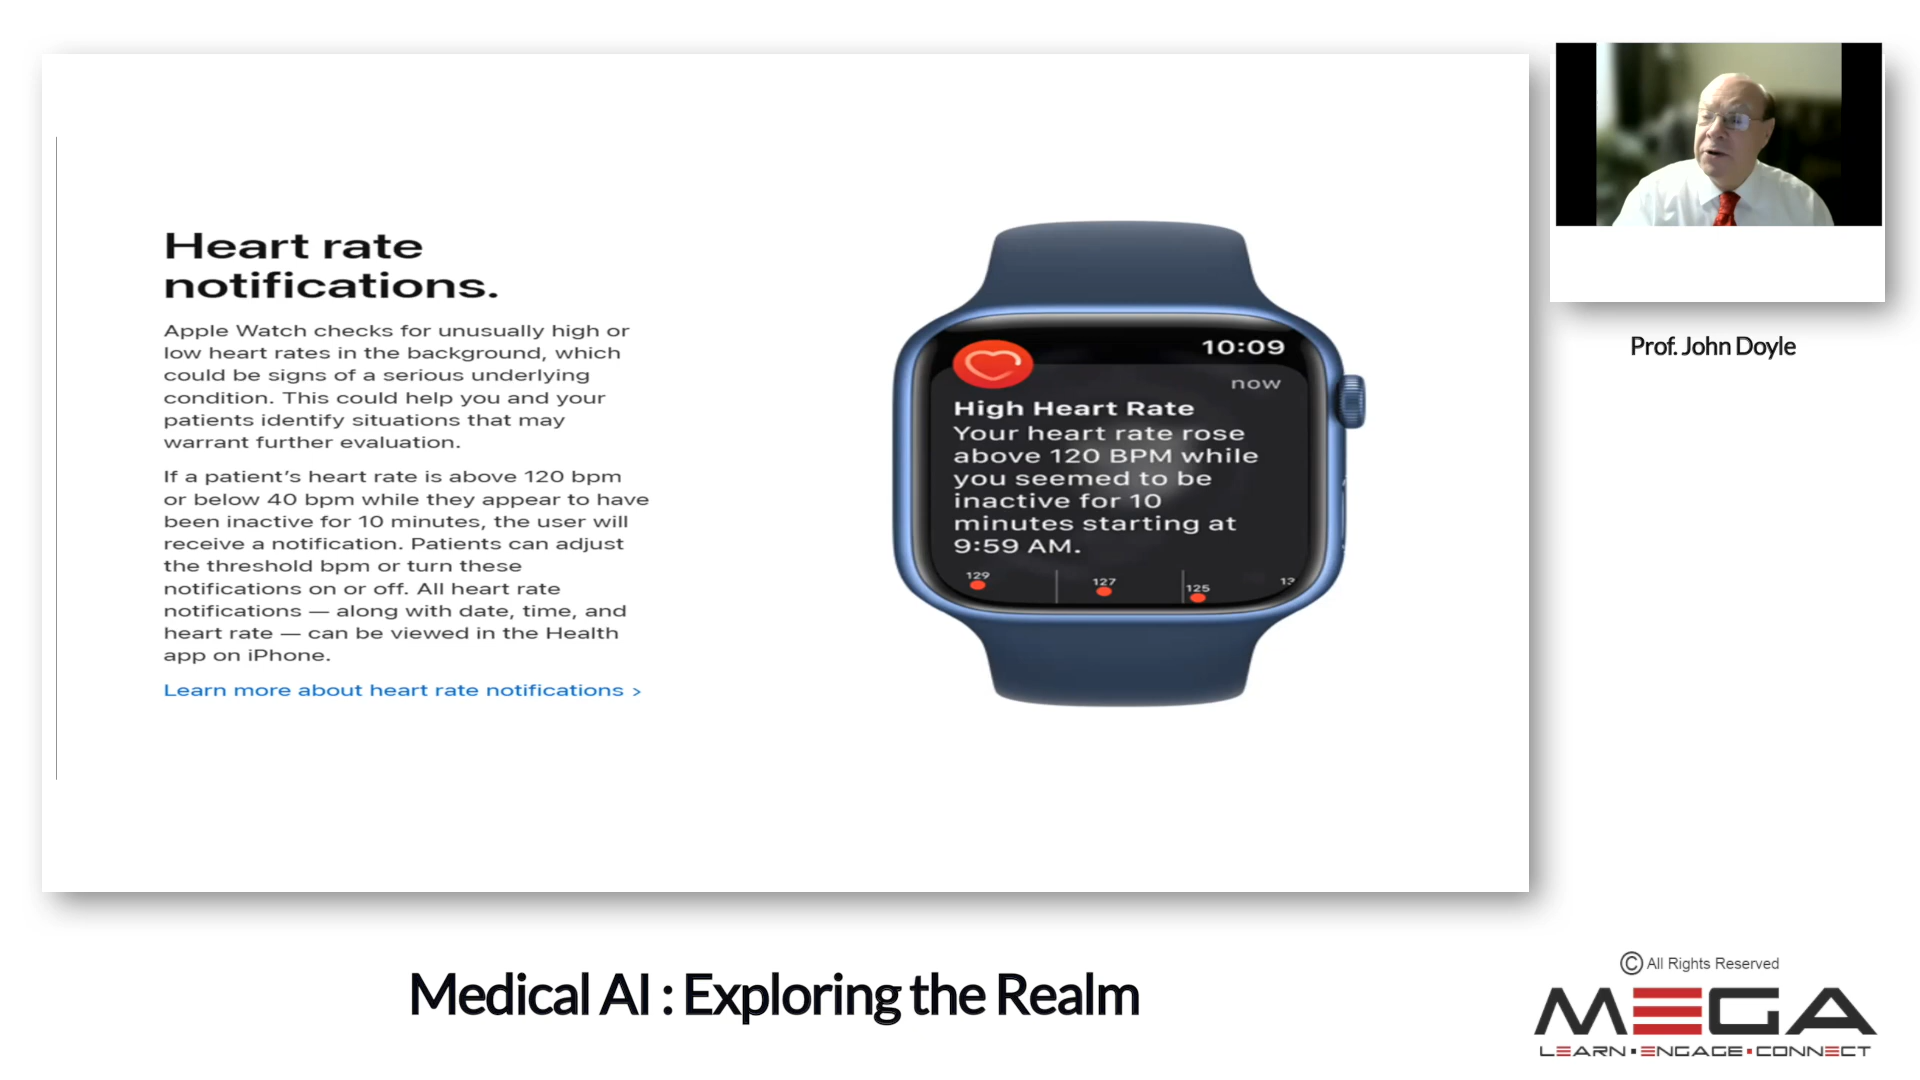 Heart rate
notifications.
Apple Watch checks for unusually high or
low heart rates in the background, which
could be signs of a serious underlying
condition. This could help you and your
patients identify situations that may
warrant further evaluation.
If a patient's heart rate is above 120 bpm
or below 40 bpm while they appear to have
been inactive for 10 minutes, the user will
receive a notification. Patients can adjust
the threshold bpm or turn these
notifications on or off. All heart rate
notifications — along with date, time, and
heart rate — can be viewed in the Health
app on iPhone.
Learn more about heart rate notifications >
10:09
now
High Heart Rate
Your heart rate rose
above 120 BPM while
you seemed to be
inactive for 10
minutes starting at
9:59 AM.
129 127 125
Prof. John Doyle
Medical AI : Exploring the Realm
© All Rights Reserved
MEGA
LEARN ▪ ENGAGE ▪ CONNECT